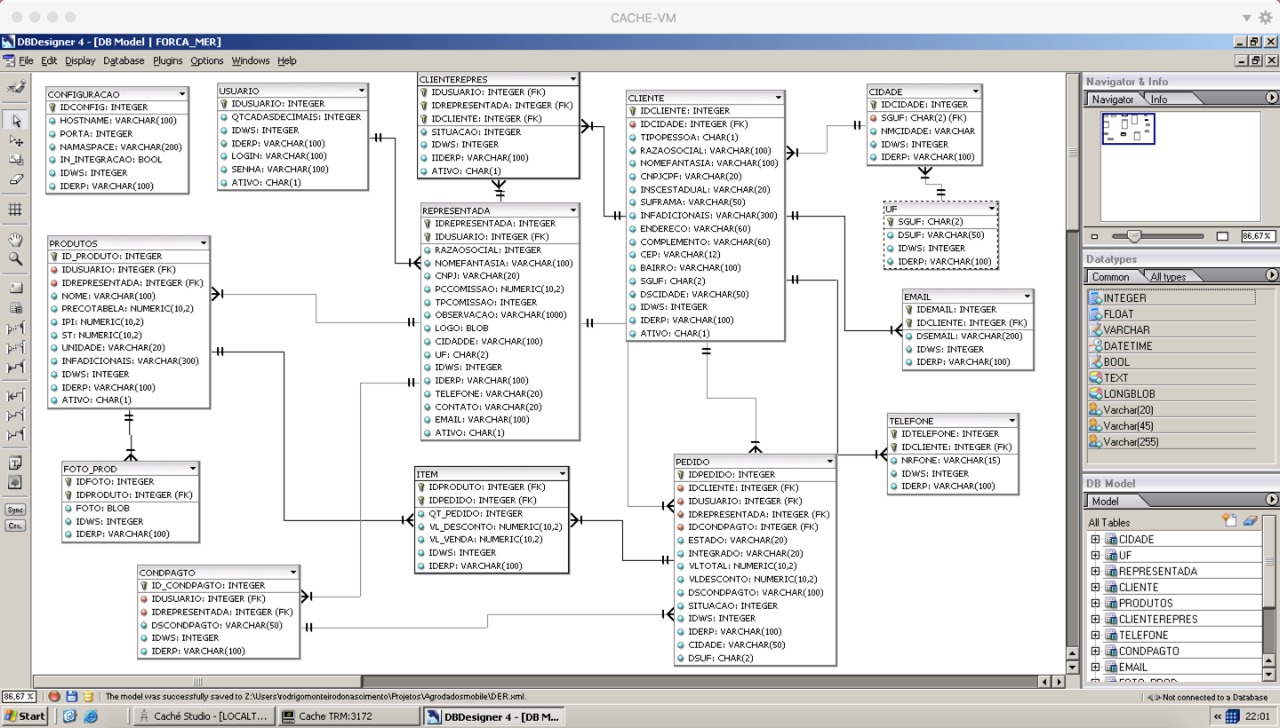 CACHE-VM
DBDesigner 4 - [DB Model | FORCA_MER]
File Edit Display Database Plugins Options Windows Help
CONFIGURACAO
IDCONFIG: INTEGER
HOSTNAME: VARCHAR(100)
PORTA: INTEGER
NAMASPACE: VARCHAR(200)
IN_INTEGRACAO: BOOL
IDWS: INTEGER
IDERP: VARCHAR(100)
USUARIO
IDUSUARIO: INTEGER
QTCADASDECIMAIS: INTEGER
IDWS: INTEGER
IDERP: VARCHAR(100)
LOGIN: VARCHAR(100)
SENHA: VARCHAR(100)
ATIVO: CHAR(1)
CLIENTEREPRES
IDUSUARIO: INTEGER (FK)
IDREPRESENTADA: INTEGER (FK)
IDCLIENTE: INTEGER (FK)
SITUACAO: INTEGER
IDWS: INTEGER
IIDERP: VARCHAR(100)
ATIVO: CHAR(1)
CLIENTE
IDCLIENTE: INTEGER
IDCIDADE: INTEGER (FK)
TIPOPESSOA: CHAR(1)
RAZAOSOCIAL: VARCHAR(100)
NOMEFANTASIA: VARCHAR(100)
CNPJCPF: VARCHAR(20)
INSCESTADUAL: VARCHAR(20)
SUFRAMA: VARCHAR(50)
INFADICIONAIS: VARCHAR(300)
ENDERECO: VARCHAR(60)
COMPLEMENTO: VARCHAR(60)
CEP: VARCHAR(12)
BAIRRO: VARCHAR(100)
SGUF: CHAR(2)
DSCIDADE: VARCHAR(50)
IDWS: INTEGER
IDERP: VARCHAR(100)
ATIVO: CHAR(1)
CIDADE
IDCIDADE: INTEGER
SGUF: CHAR(2) (FK)
NMCIDADE: VARCHAR
IDWS: INTEGER
IDERP: VARCHAR(100)
UF
SGUF: CHAR(2)
DSUF: VARCHAR(50)
IDWS: INTEGER
IDERP: VARCHAR(100)
REPRESENTADA
IDREPRESENTADA: INTEGER
IDUSUARIO: INTEGER (FK)
RAZAOSOCIAL: INTEGER
NOMEFANTASIA: VARCHAR(100)
CNPJ: VARCHAR(20)
PCCOMISSAO: NUMERIC(10,2)
TPCOMISSAO: INTEGER
OBSERVACAO: VARCHAR(1000)
LOGO: BLOB
CIDADDE: VARCHAR(100)
UF: CHAR(2)
IDWS: INTEGER
IDERP: VARCHAR(100)
TELEFONE: VARCHAR(20)
CONTATO: VARCHAR(20)
EMAIL: VARCHAR(100)
ATIVO: CHAR(1)
PRODUTOS
ID_PRODUTO: INTEGER
IDUSUARIO: INTEGER (FK)
IDREPRESENTADA: INTEGER (FK)
NOME: VARCHAR(100)
PRECOTABELA: NUMERIC(10,2)
IPI: NUMERIC(10,2)
ST: NUMERIC(10,2)
UNIDADE: VARCHAR(20)
INFADICIONAIS: VARCHAR(300)
IDWS: INTEGER
IDERP: VARCHAR(100)
ATIVO: CHAR(1)
EMAIL
IDEMAIL: INTEGER
IDCLIENTE: INTEGER (FK)
DSEMAIL: VARCHAR(200)
IDWS: INTEGER
IDERP: VARCHAR(100)
TELEFONE
IDTELEFONE: INTEGER
IDCLIENTE: INTEGER (FK)
NRFONE: VARCHAR(15)
IDWS: INTEGER
IDERP: VARCHAR(100)
FOTO_PROD
IDFOTO: INTEGER
IDPRODUTO: INTEGER (FK)
FOTO: BLOB
IDWS: INTEGER
IDERP: VARCHAR(100)
ITEM
IDPRODUTO: INTEGER (FK)
IDPEDIDO: INTEGER (FK)
QT_PEDIDO: INTEGER
VL_DESCONTO: NUMERIC(10,2)
VL_VENDA: NUMERIC(10,2)
IDWS: INTEGER
IDERP: VARCHAR(100)
PEDIDO
IDPEDIDO: INTEGER
IDCLIENTE: INTEGER (FK)
IDUSUARIO: INTEGER (FK)
IDREPRESENTADA: INTEGER (FK)
IDCONDPAGTO: INTEGER (FK)
ESTADO: VARCHAR(20)
INTEGRADO: VARCHAR(20)
VLTOTAL: NUMERIC(10,2)
VLDESCONTO: NUMERIC(10,2)
DSCONDPAGTO: VARCHAR(100)
SITUACAO: INTEGER
IDWS: INTEGER
IDERP: VARCHAR(100)
CIDADE: VARCHAR(50)
DSUF: CHAR(2)
CONDPAGTO
ID_CONDPAGTO: INTEGER
IDUSUARIO: INTEGER (FK)
IDREPRESENTADA: INTEGER (FK)
DSCONDPAGTO: VARCHAR(50)
IDWS: INTEGER
IDERP: VARCHAR(100)
Sync
Navigator & Info
Navigator Info
86,67%
Datatypes
Common All types
INTEGER
FLOAT
VARCHAR
DATETIME
BOOL
TEXT
LONGBLOB
Varchar(20)
Varchar(45)
Varchar(255)
DB Model
Model
All Tables
CIDADE
UF
REPRESENTADA
CLIENTE
PRODUTOS
CLIENTEREPRES
TELEFONE
CONDPAGTO
EMAIL
FOTO_PROD
86,67 % The model was successfully saved to Z:\Users\rodrigomonteirodonascimento\Projetos\Agrodadosmobile\DER.xml. Not connected to a Database
Start Caché Studio - [LOCALT... Cache TRM:3172 DBDesigner 4 - [DB M... 22:01